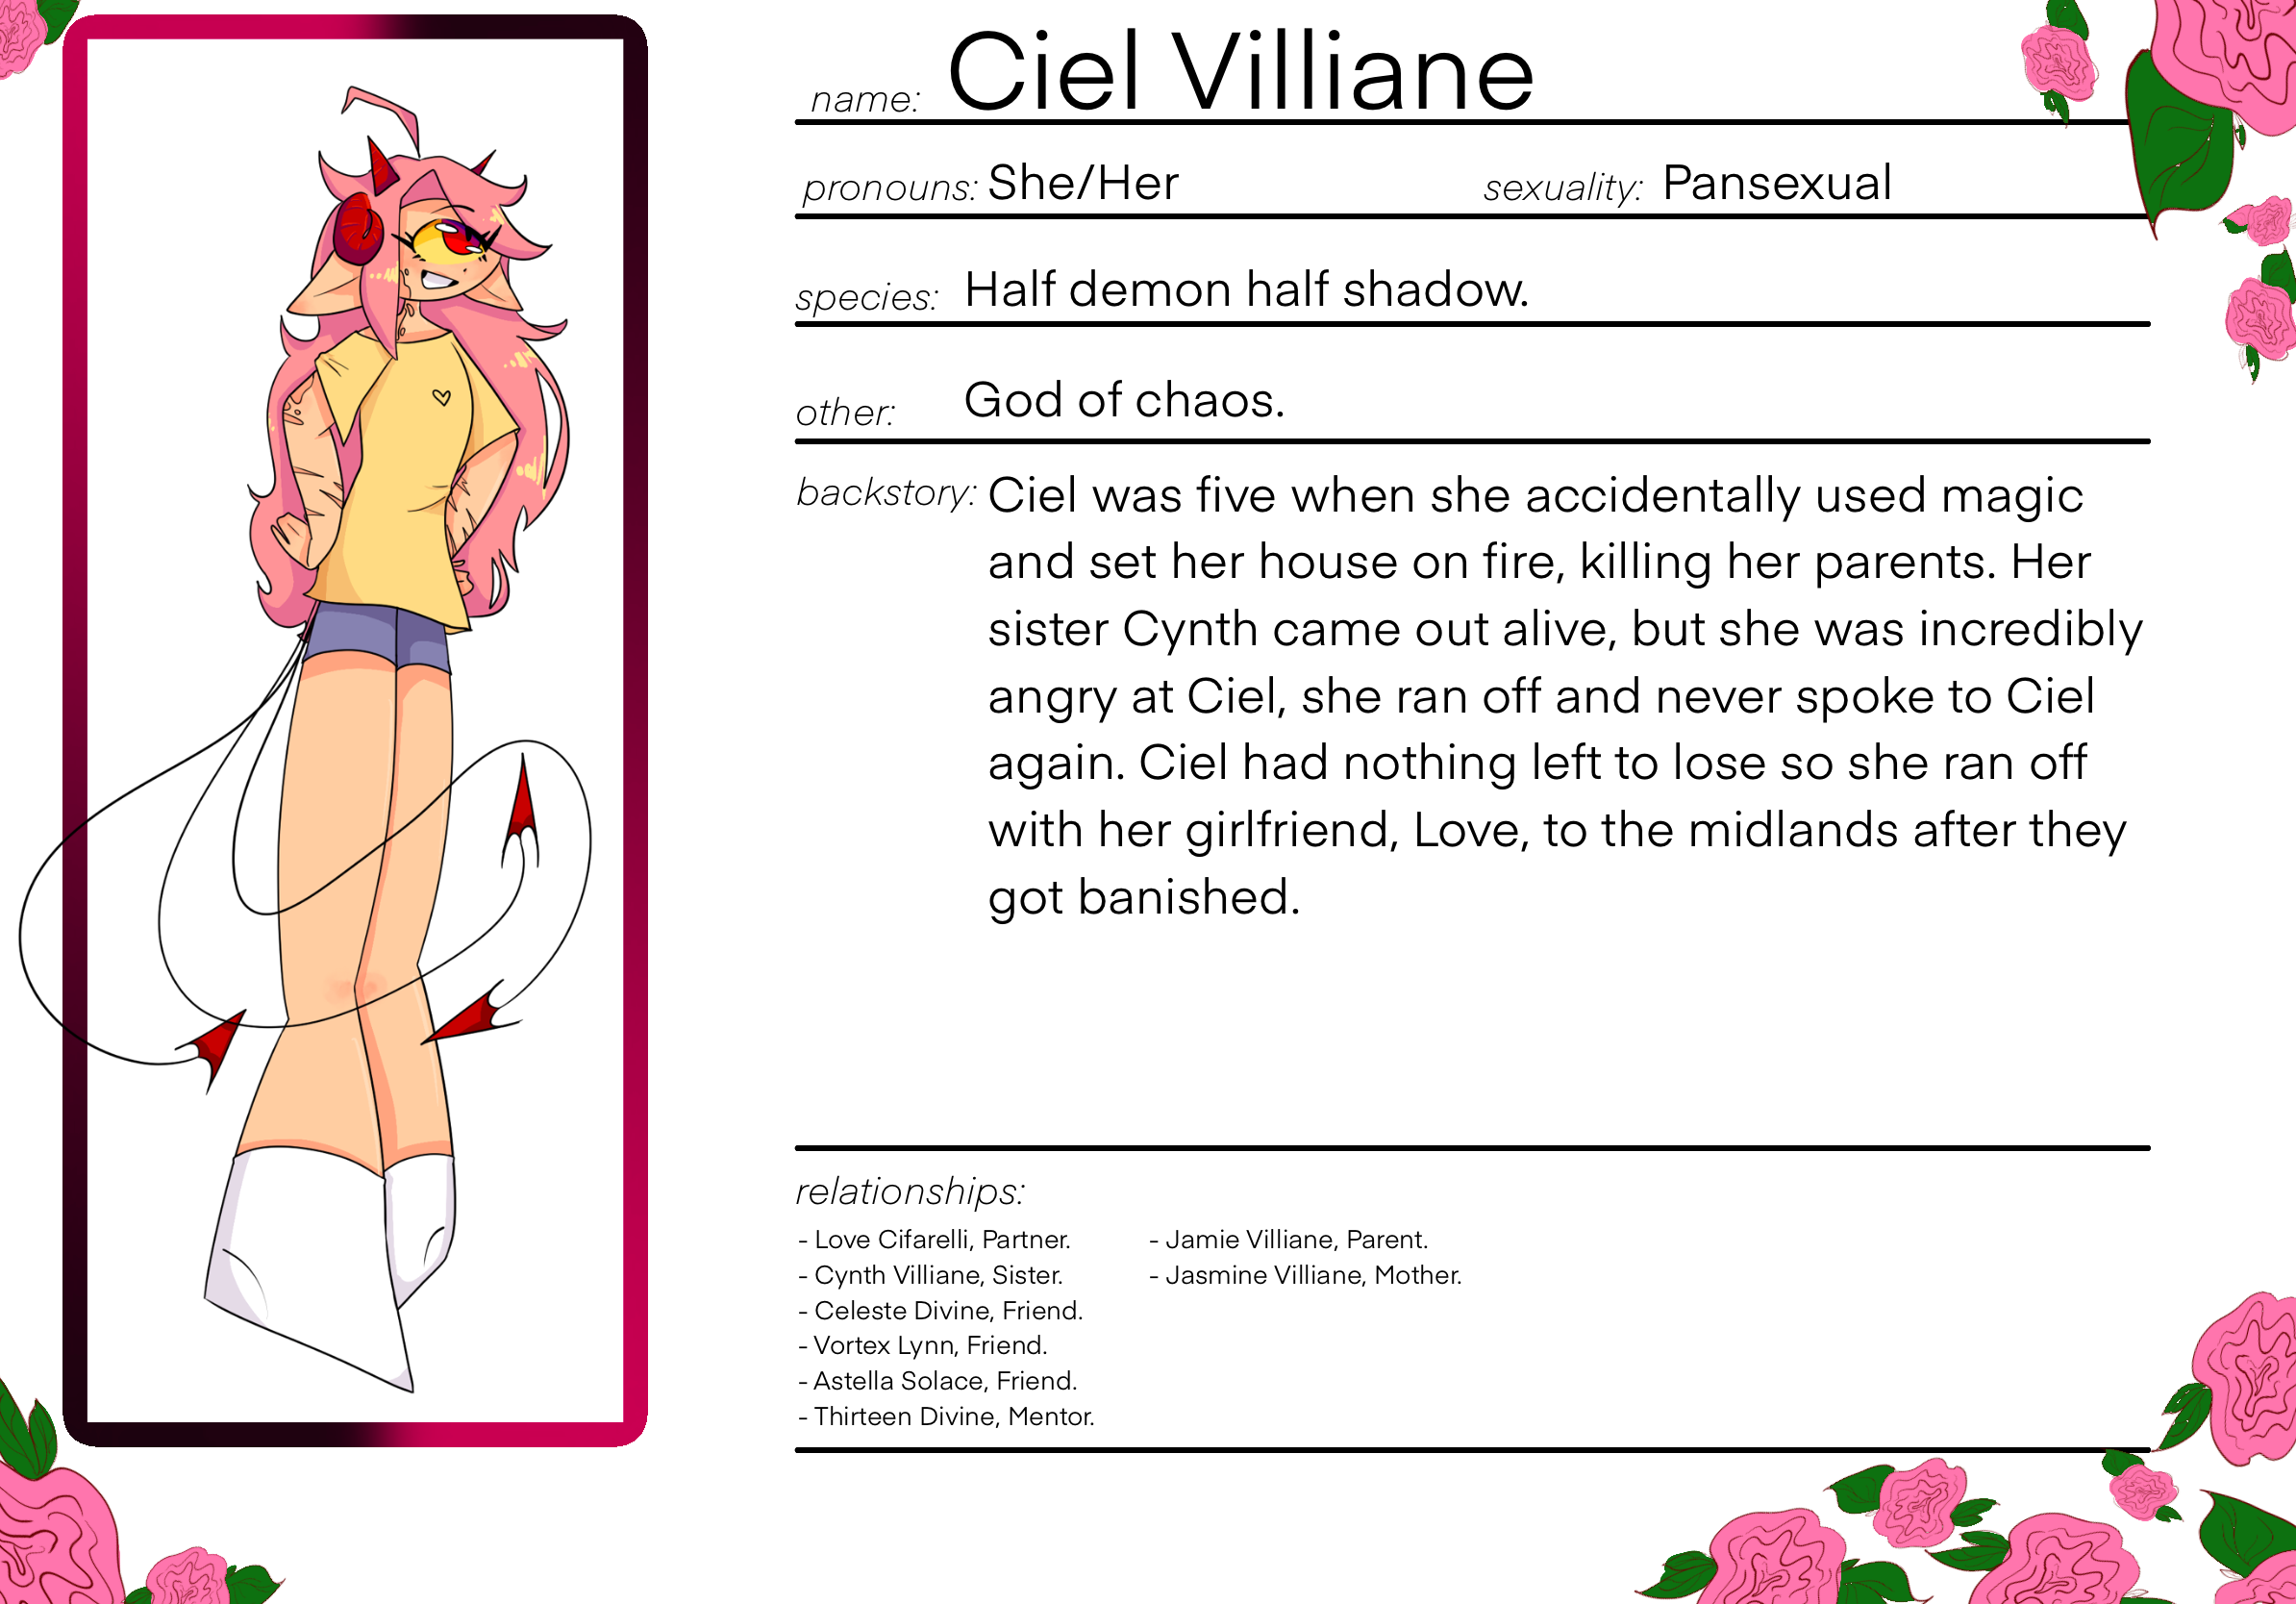 name: Ciel Villiane
pronouns: She/Her sexuality: Pansexual
species: Half demon half shadow.
other: God of chaos.
backstory: Ciel was five when she accidentally used magic
and set her house on fire, killing her parents. Her
sister Cynth came out alive, but she was incredibly
angry at Ciel, she ran off and never spoke to Ciel
again. Ciel had nothing left to lose so she ran off
with her girlfriend, Love, to the midlands after they
got banished.
relationships:
- Love Cifarelli, Partner.
- Cynth Villiane, Sister.
- Celeste Divine, Friend.
- Vortex Lynn, Friend.
- Astella Solace, Friend.
- Thirteen Divine, Mentor.
- Jamie Villiane, Parent.
- Jasmine Villiane, Mother.